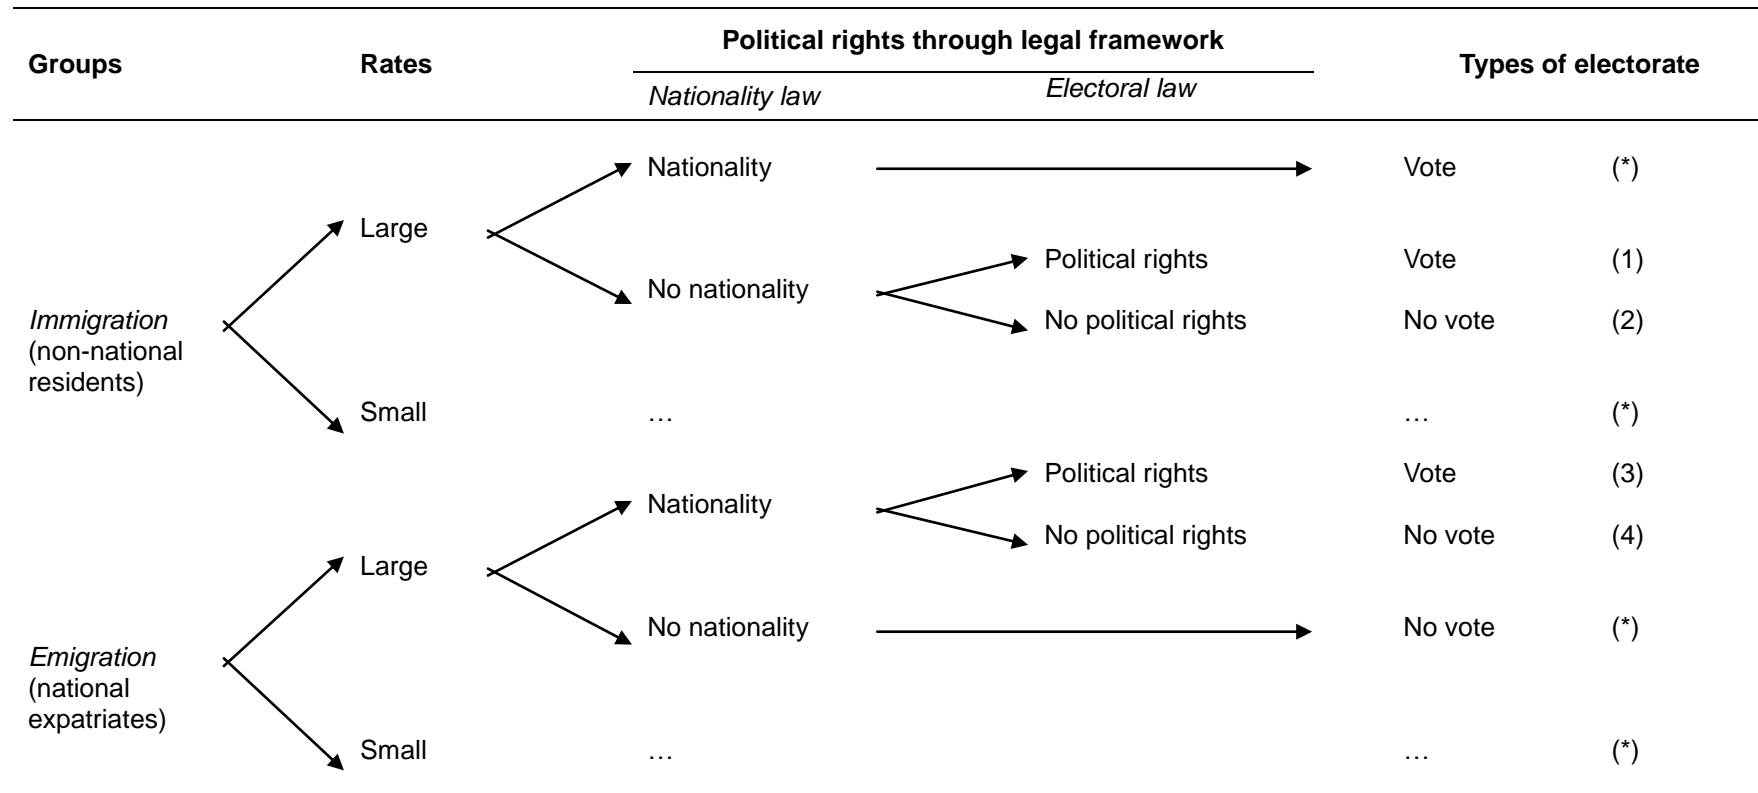 Political rights through legal framework
Groups Rates Types of electorate
Nationality law Electoral law
Nationality Vote (*)
Large
Political rights Vote (1)
No nationality
Immigration No political rights No vote (2)
(non-national
residents)
Small … … (*)
Political rights Vote (3)
Nationality
No political rights No vote (4)
Large
No nationality No vote (*)
Emigration
(national
expatriates)
Small … … (*)